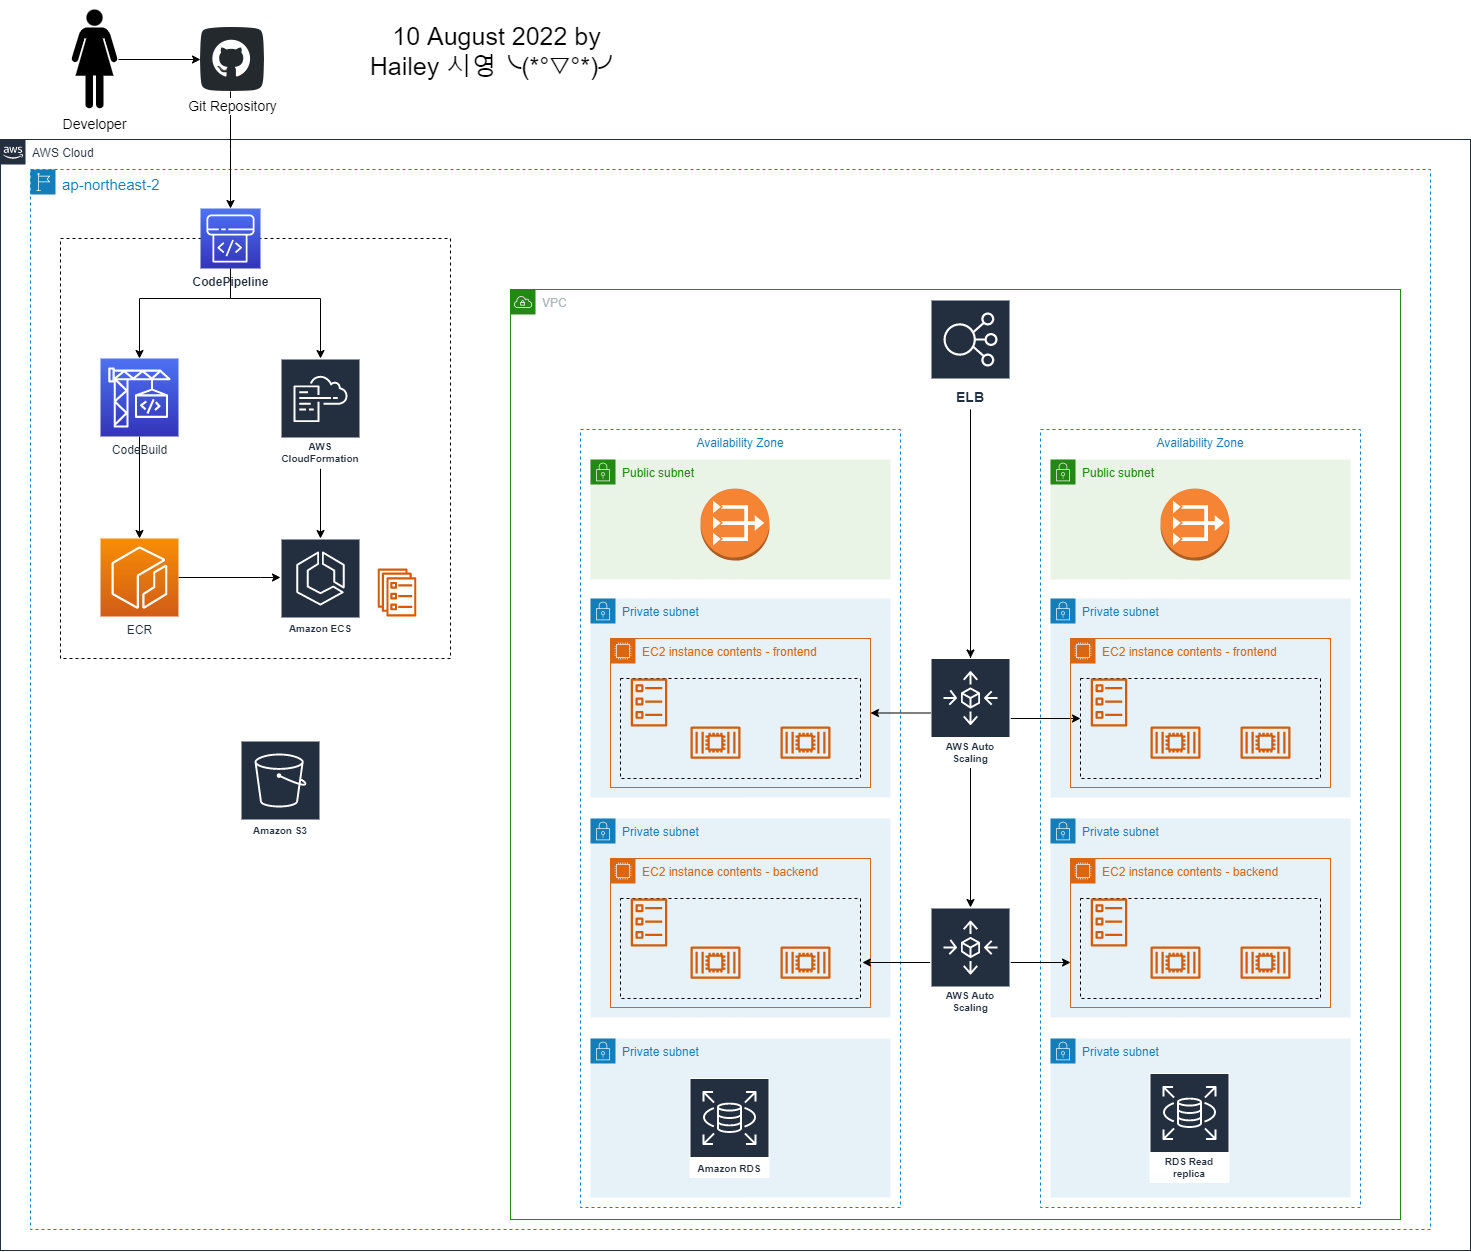 10 August 2022 by
Hailey 시영 ╰(*°▽°*)╯
Developer
Git Repository
aws
AWS Cloud
ap-northeast-2
CodePipeline
VPC
CodeBuild
AWS
CloudFormation
ELB
Availability Zone
Availability Zone
Public subnet
Public subnet
ECR
Amazon ECS
Private subnet
Private subnet
EC2 instance contents - frontend
EC2 instance contents - frontend
AWS Auto
Scaling
Amazon S3
Private subnet
Private subnet
EC2 instance contents - backend
EC2 instance contents - backend
AWS Auto
Scaling
Private subnet
Private subnet
Amazon RDS
RDS Read
replica